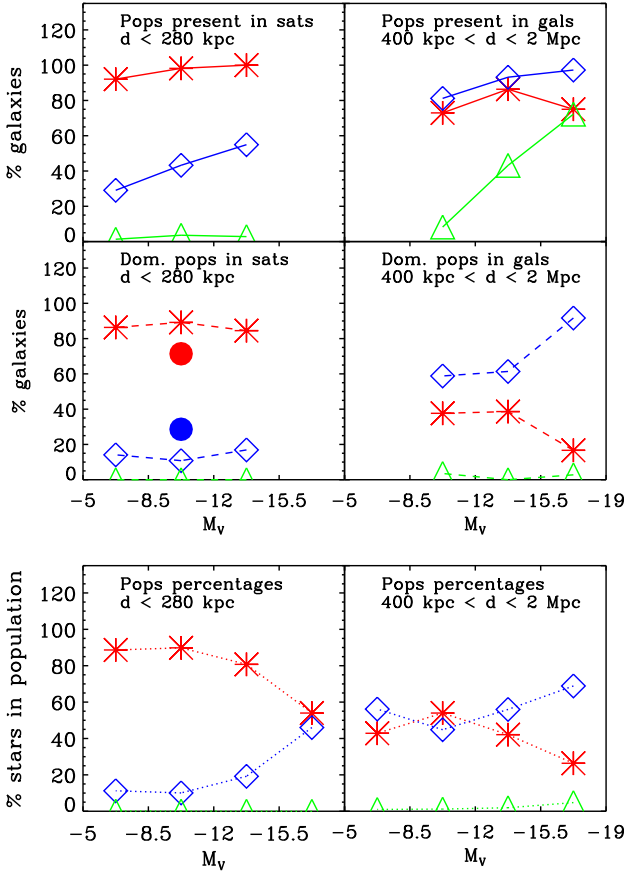 Pops present in sats
d < 280 kpc
Pops present in gals
400 kpc < d < 2 Mpc
% galaxies
120
100
80
60
40
20
0
Dom. pops in sats
d < 280 kpc
Dom. pops in gals
400 kpc < d < 2 Mpc
% galaxies
120
100
80
60
40
20
0
-5 -8.5 -12 -15.5 -5 -8.5 -12 -15.5 -19
M_V M_V
Pops percentages
d < 280 kpc
Pops percentages
400 kpc < d < 2 Mpc
% stars in population
120
100
80
60
40
20
0
-5 -8.5 -12 -15.5 -5 -8.5 -12 -15.5 -19
M_V M_V